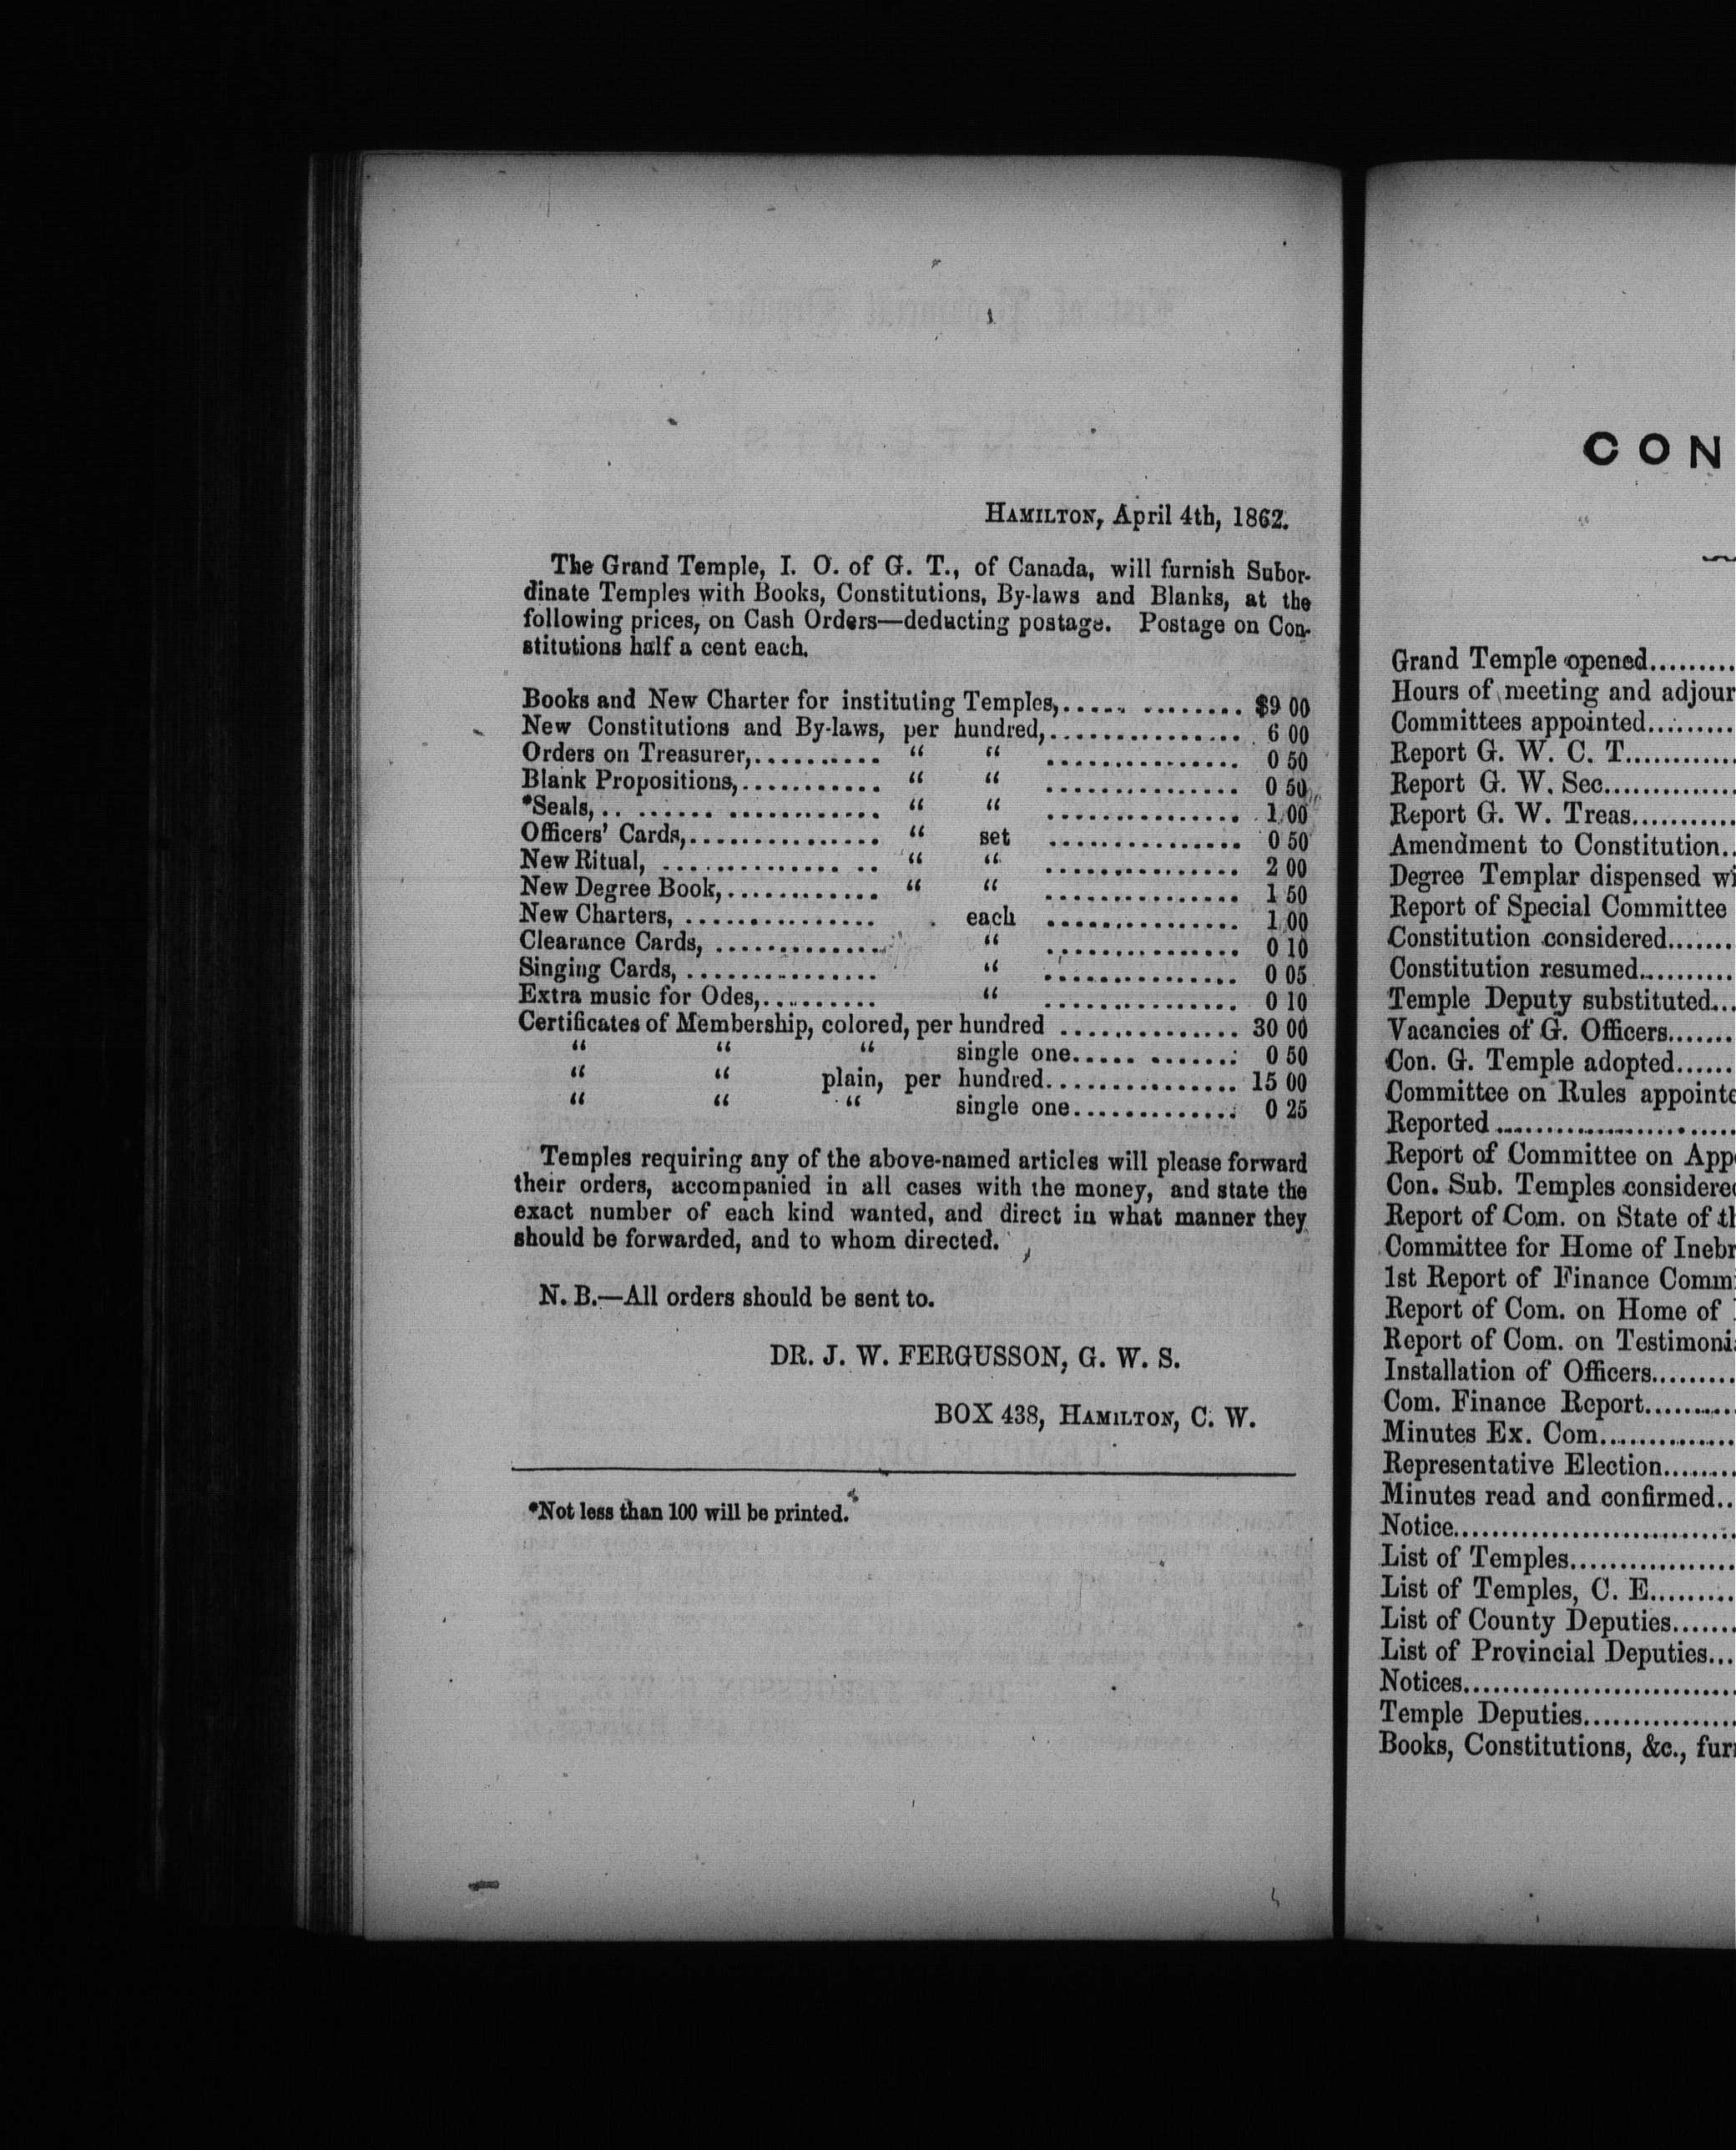 HAMILTON, April 4th, 1862.
The Grand Temple, I. O. of G. T., of Canada, will furnish Subor-
dinate Temples with Books, Constitutions, By-laws and Blanks, at the
following prices, on Cash Orders—deducting postage. Postage on Con-
stitutions half a cent each.
Books and New Charter for instituting Temples,..... ........ $9 00
New Constitutions and By-laws, per hundred,............... 6 00
Orders on Treasurer,.......... “ “ ............... 0 50
Blank Propositions,........... “ “ ............... 0 50
*Seals,.. ...... ............ “ “ ............... 1 00
Officers' Cards,............... “ set ............... 0 50
New Ritual, ............... .. “ “ ............... 2 00
New Degree Book,............ “ “ ............... 1 50
New Charters, ............... each ............... 1 00
Clearance Cards, ............. “ ............... 0 10
Singing Cards, ............... “ ............... 0 05
Extra music for Odes,......... “ ............... 0 10
Certificates of Membership, colored, per hundred .............. 30 00
“ “ “ single one..... ....... 0 50
“ “ plain, per hundred............... 15 00
“ “ “ single one............. 0 25
Temples requiring any of the above-named articles will please forward
their orders, accompanied in all cases with the money, and state the
exact number of each kind wanted, and direct in what manner they
should be forwarded, and to whom directed.
N. B.—All orders should be sent to.
DR. J. W. FERGUSSON, G. W. S.
BOX 438, HAMILTON, C. W.
*Not less than 100 will be printed.
CON
Grand Temple opened.........
Hours of meeting and adjour
Committees appointed.........
Report G. W. C. T............
Report G. W. Sec..............
Report G. W. Treas...........
Amendment to Constitution..
Degree Templar dispensed wi
Report of Special Committee
Constitution considered.......
Constitution resumed..........
Temple Deputy substituted...
Vacancies of G. Officers.......
Con. G. Temple adopted......
Committee on Rules appointe
Reported ........................
Report of Committee on App
Con. Sub. Temples considere
Report of Com. on State of t
Committee for Home of Inebr
1st Report of Finance Comm
Report of Com. on Home of
Report of Com. on Testimoni
Installation of Officers.........
Com. Finance Report..........
Minutes Ex. Com...............
Representative Election........
Minutes read and confirmed..
Notice...........................
List of Temples.................
List of Temples, C. E.........
List of County Deputies.......
List of Provincial Deputies...
Notices..........................
Temple Deputies................
Books, Constitutions, &c., fur